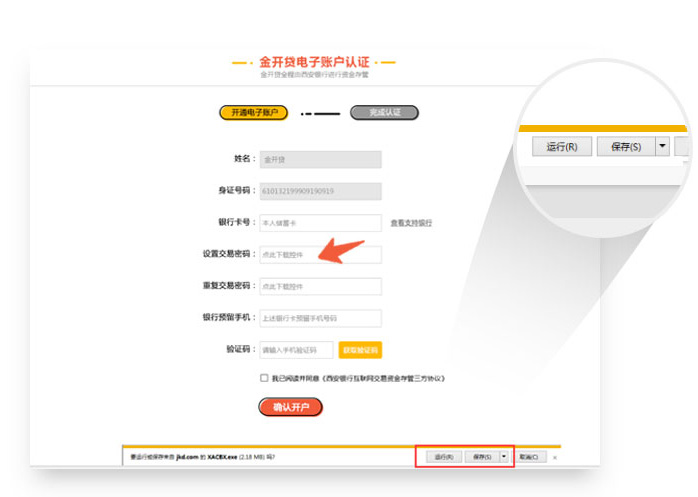 金开贷电子账户认证
金开贷全程由西安银行进行资金存管
开通电子账户
完成认证
运行(R)
保存(S)
姓名：
金开贷
身证号码：
610132199909190919
银行卡号：
本人储蓄卡
查看支持银行
设置交易密码：
点此下载控件
重复交易密码：
点此下载控件
银行预留手机：
上述银行卡预留手机号码
验证码：
请输入手机验证码
获取验证码
我已阅读并同意《西安银行互联网交易资金存管三方协议》
确认开户
要运行或保存来自 jkd.com 的 XACBX.exe (2.18 MB) 吗?
运行(R)
保存(S)
取消(C)
×